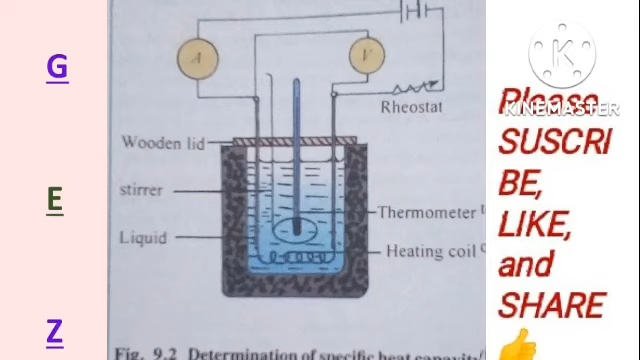 G
E
Z
A
V
Rheostat
Wooden lid
stirrer
Thermometer
Liquid
Heating coil
Fig. 9.2 Determination of specific heat capacity/
K
KINEMASTER
Please
SUSCRI
BE,
LIKE,
and
SHARE